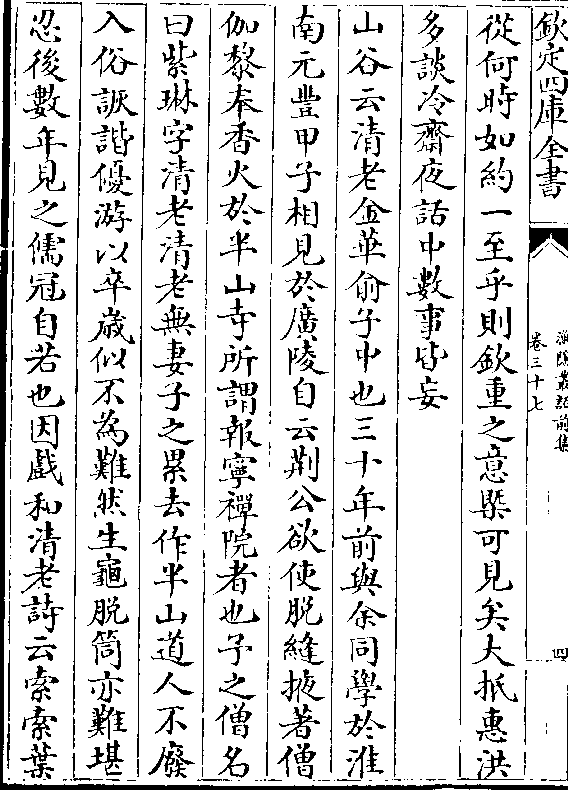 欽定四庫全書
漁隱叢話前集
卷三十七
四
從何時如約一至乎則欽重之意槩可見矣大抵惠洪
多談冷齋夜話中數事皆妄
山谷云清老金華俞子中也三十年前與余同學於淮
南元豐甲子相見於廣陵自云荆公欲使脱縫掖著僧
伽黎奉香火於半山寺所謂報寧禪院者也予之僧名
曰紫琳字清老清老無妻子之累去作半山道人不廢
入俗詼諧優游以卒歲似不為難然生龜脱筒亦難堪
忍後數年見之儒冠自若也因戲和清老詩云索索葉